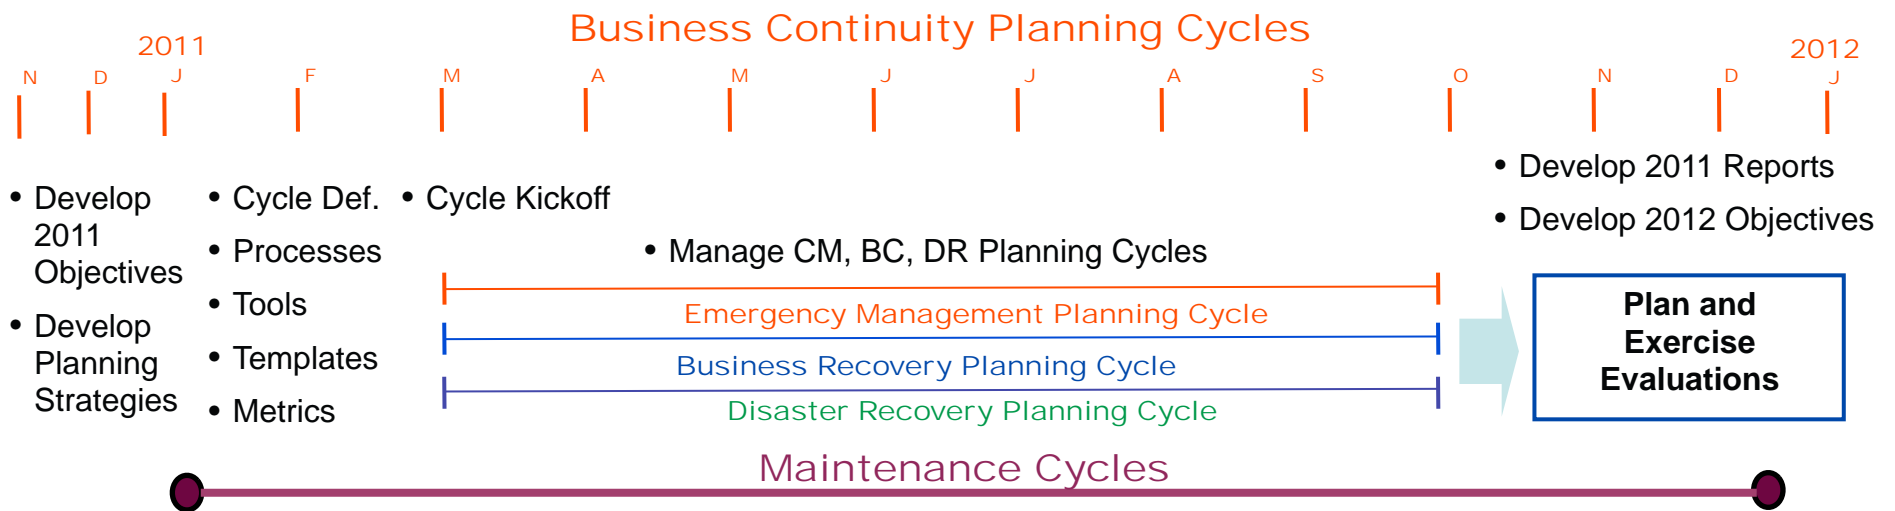 Business Continuity Planning Cycles
2011
2012
N D J F M A M J J A S O N D J
• Develop 2011 Reports
• Develop 2012 Objectives
• Develop
2011
Objectives
• Develop
Planning
Strategies
• Cycle Def.
• Processes
• Tools
• Templates
• Metrics
• Cycle Kickoff
• Manage CM, BC, DR Planning Cycles
Emergency Management Planning Cycle
Business Recovery Planning Cycle
Disaster Recovery Planning Cycle
Plan and
Exercise
Evaluations
Maintenance Cycles